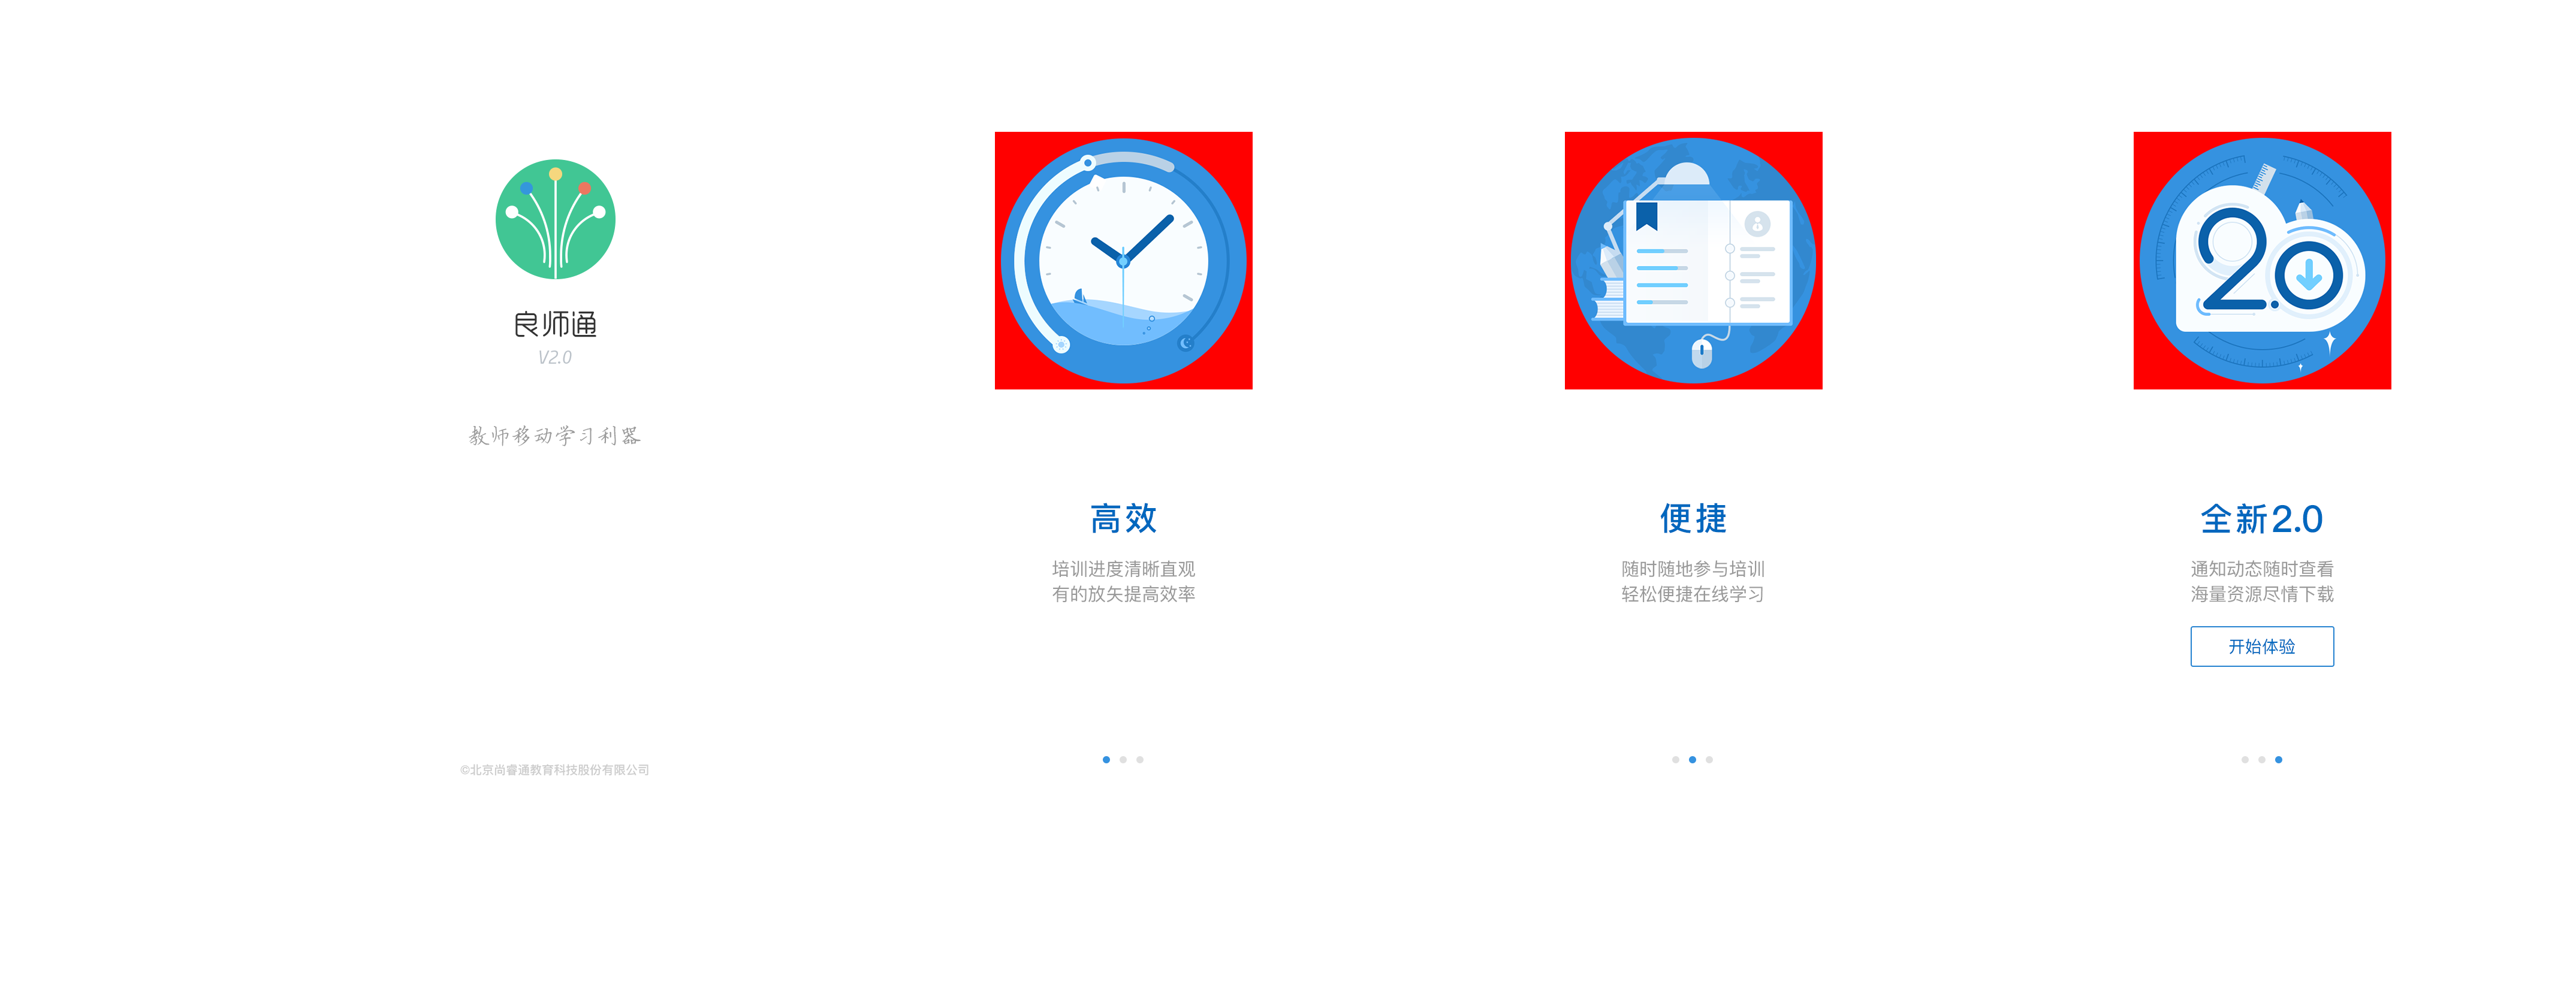 良师通
V2.0
教师移动学习利器
©北京尚睿通教育科技股份有限公司
高效
培训进度清晰直观
有的放矢提高效率
便捷
随时随地参与培训
轻松便捷在线学习
2.0
全新2.0
通知动态随时查看
海量资源尽情下载
开始体验